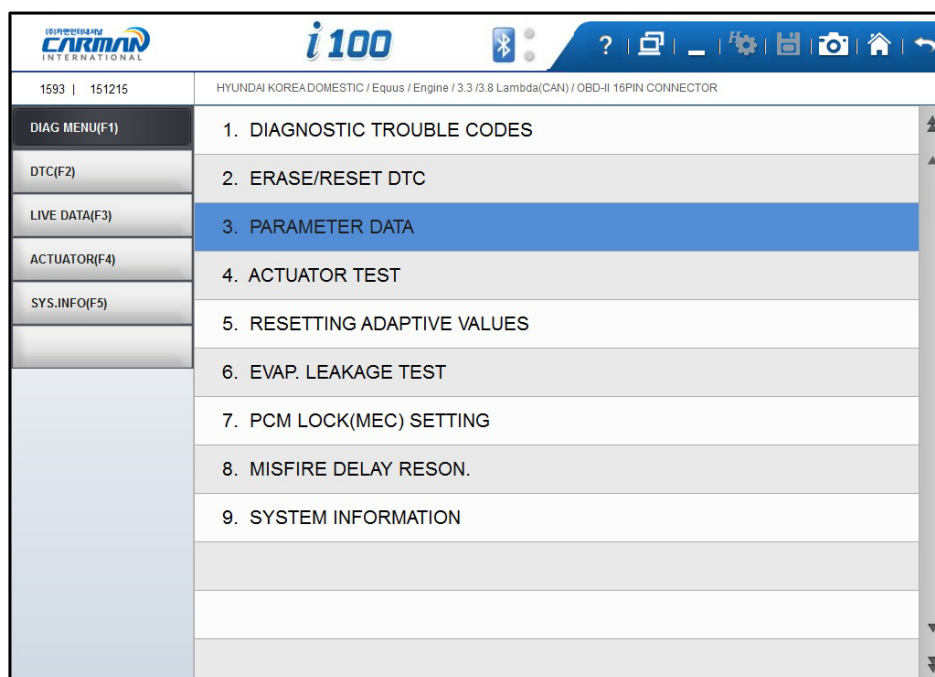 (주)카맨인터내셔날
CARMAN
INTERNATIONAL
i 100
?
1593 | 151215
HYUNDAI KOREA DOMESTIC / Equus / Engine / 3.3 /3.8 Lambda(CAN) / OBD-II 16PIN CONNECTOR
DIAG MENU(F1)
DTC(F2)
LIVE DATA(F3)
ACTUATOR(F4)
SYS.INFO(F5)
1. DIAGNOSTIC TROUBLE CODES
2. ERASE/RESET DTC
3. PARAMETER DATA
4. ACTUATOR TEST
5. RESETTING ADAPTIVE VALUES
6. EVAP. LEAKAGE TEST
7. PCM LOCK(MEC) SETTING
8. MISFIRE DELAY RESON.
9. SYSTEM INFORMATION